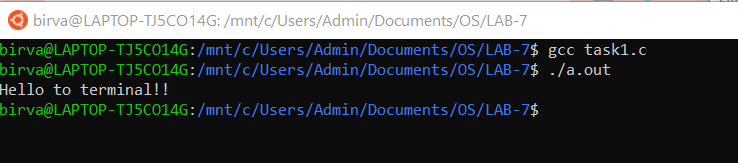 birva@LAPTOP-TJ5CO14G: /mnt/c/Users/Admin/Documents/OS/LAB-7
birva@LAPTOP-TJ5CO14G:/mnt/c/Users/Admin/Documents/OS/LAB-7$ gcc task1.c
birva@LAPTOP-TJ5CO14G:/mnt/c/Users/Admin/Documents/OS/LAB-7$ ./a.out
Hello to terminal!!
birva@LAPTOP-TJ5CO14G:/mnt/c/Users/Admin/Documents/OS/LAB-7$